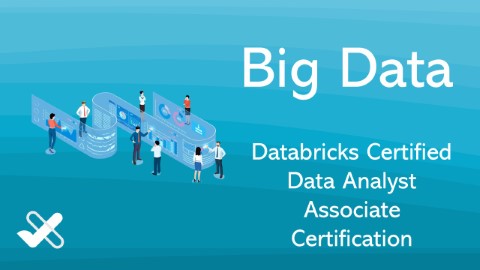 Big Data
Databricks Certified
Data Analyst
Associate
Certification